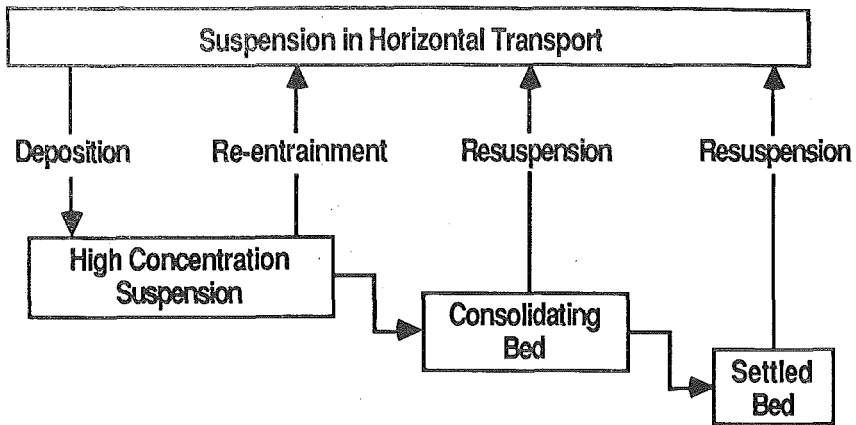 Suspension in Horizontal Transport
Deposition
Re-entrainment
Resuspension
Resuspension
High Concentration
Suspension
Consolidating
Bed
Settled
Bed